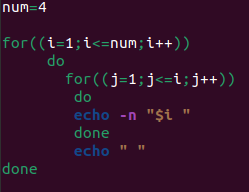 num=4
for((i=1;i<=num;i++))
do
for((j=1;j<=i;j++))
do
echo -n "$i "
done
echo " "
done